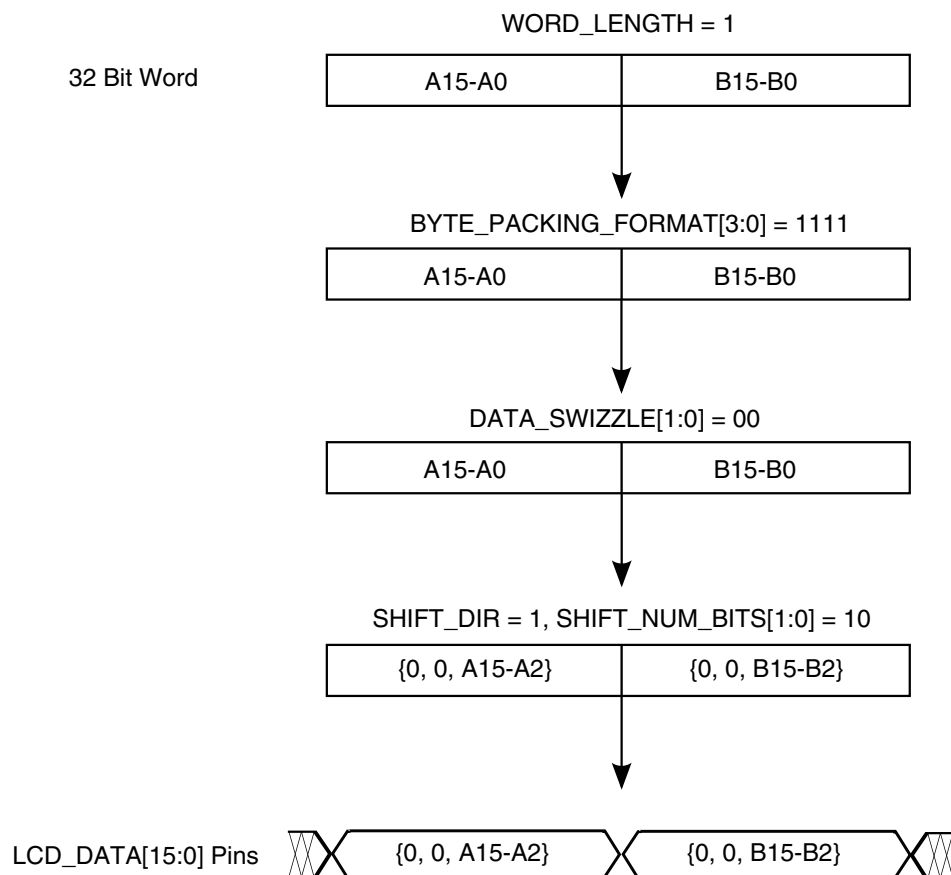 WORD_LENGTH = 1
32 Bit Word
A15-A0 B15-B0
BYTE_PACKING_FORMAT[3:0] = 1111
A15-A0 B15-B0
DATA_SWIZZLE[1:0] = 00
A15-A0 B15-B0
SHIFT_DIR = 1, SHIFT_NUM_BITS[1:0] = 10
{0, 0, A15-A2} {0, 0, B15-B2}
LCD_DATA[15:0] Pins {0, 0, A15-A2} {0, 0, B15-B2}